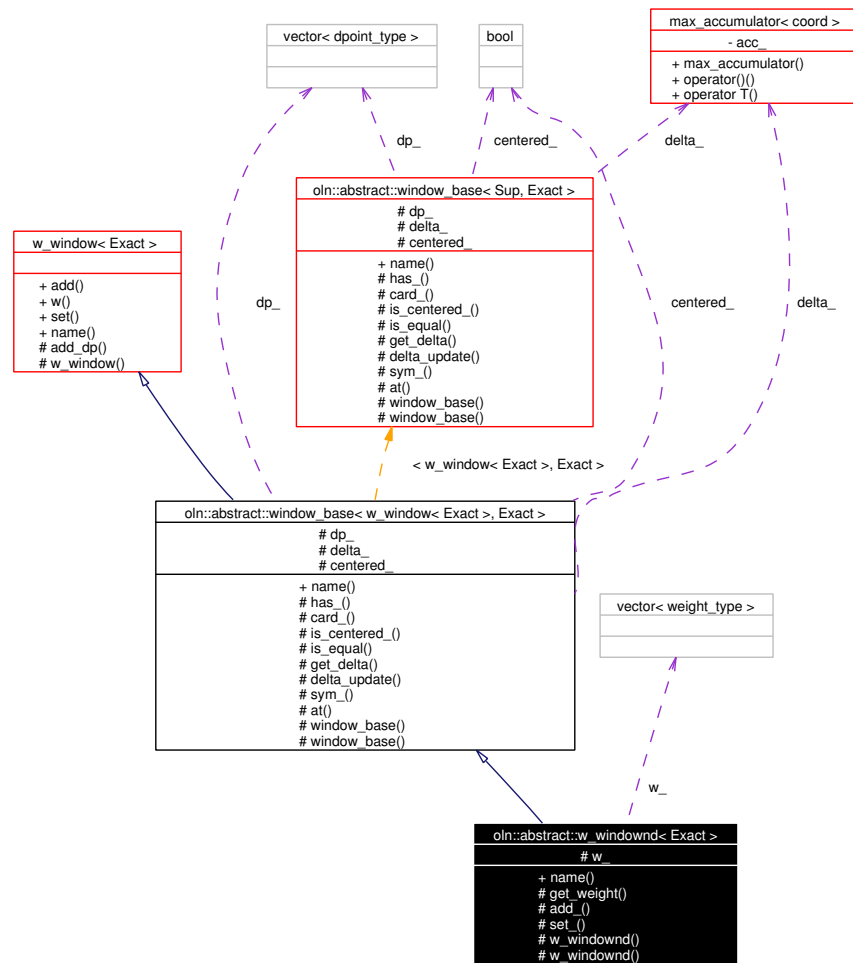 vector< dpoint_type >
bool
max_accumulator< coord >
- acc_
+ max_accumulator()
+ operator()()
+ operator T()
dp_
centered_
delta_
oln::abstract::window_base< Sup, Exact >
# dp_
# delta_
# centered_
+ name()
# has_()
# card_()
# is_centered_()
# is_equal()
# get_delta()
# delta_update()
# sym_()
# at()
# window_base()
# window_base()
w_window< Exact >
+ add()
+ w()
+ set()
+ name()
# add_dp()
# w_window()
dp_
centered_
delta_
< w_window< Exact >, Exact >
oln::abstract::window_base< w_window< Exact >, Exact >
# dp_
# delta_
# centered_
+ name()
# has_()
# card_()
# is_centered_()
# is_equal()
# get_delta()
# delta_update()
# sym_()
# at()
# window_base()
# window_base()
vector< weight_type >
w_
oln::abstract::w_windownd< Exact >
# w_
+ name()
# get_weight()
# add_()
# set_()
# w_windownd()
# w_windownd()